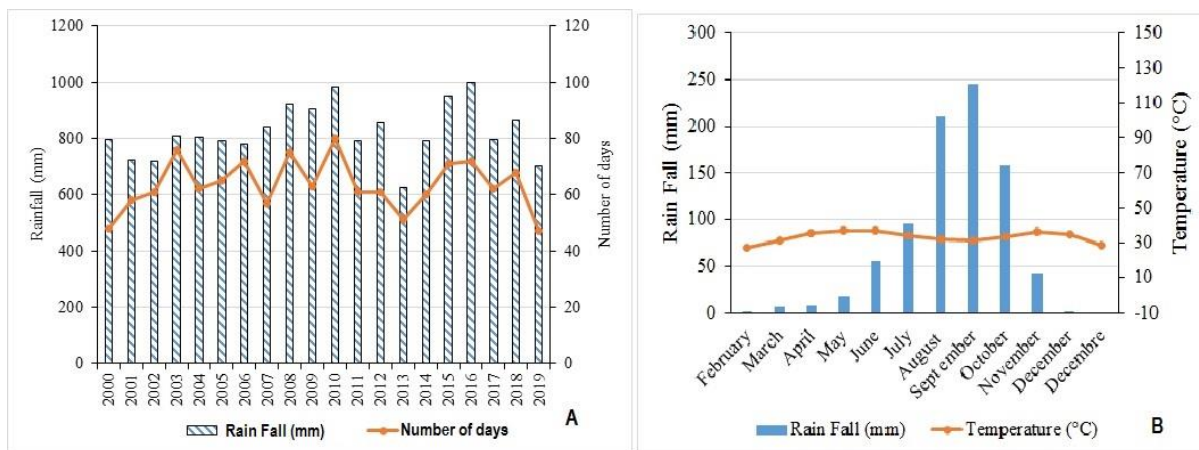 1200
1000
800
600
400
200
0
Rainfall (mm)
120
100
80
60
40
20
0
Number of days
2000
2001
2002
2003
2004
2005
2006
2007
2008
2009
2010
2011
2012
2013
2014
2015
2016
2017
2018
2019
Rain Fall (mm)
Number of days
A
300
250
200
150
100
50
0
Rain Fall (mm)
150
130
110
90
70
50
30
10
-10
Temperature (°C)
February
March
April
May
June
July
August
September
October
November
December
Decembre
Rain Fall (mm)
Temperature (°C)
B